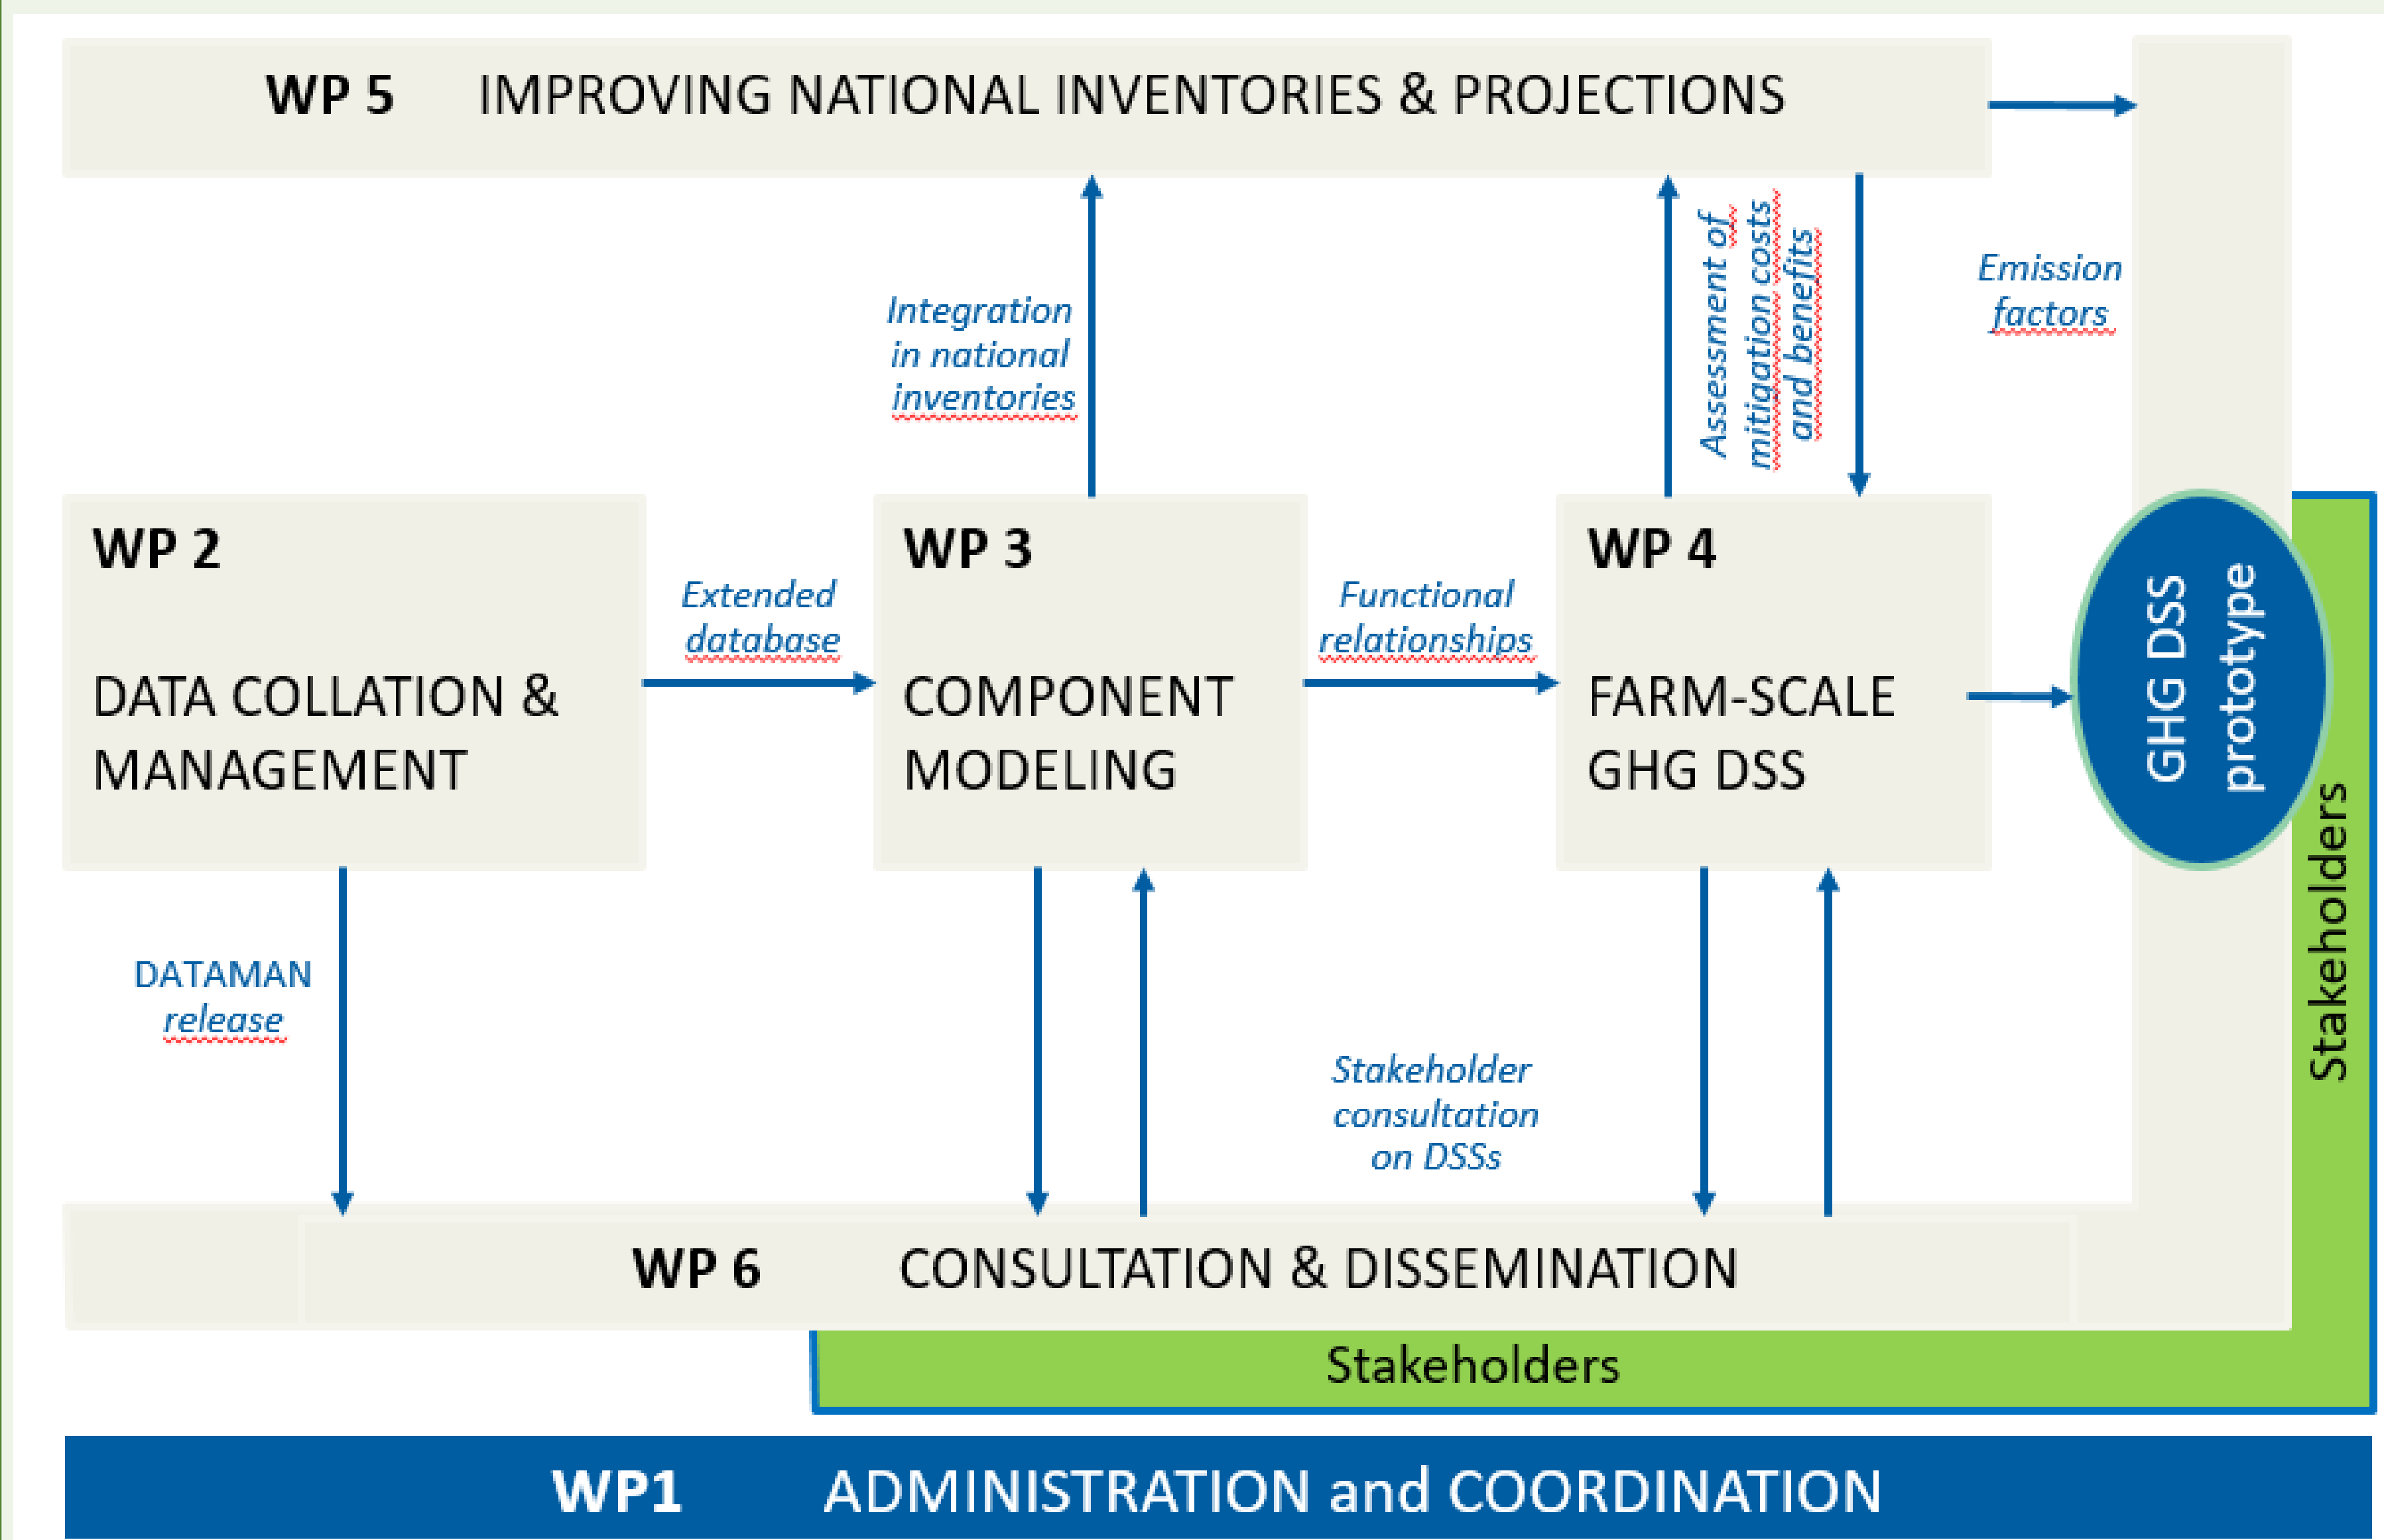 WP 5 IMPROVING NATIONAL INVENTORIES & PROJECTIONS
Integration
in national
inventories
Assessment of
mitigation costs
and benefits
Emission
factors
WP 2
DATA COLLATION &
MANAGEMENT
Extended
database
WP 3
COMPONENT
MODELING
Functional
relationships
WP 4
FARM-SCALE
GHG DSS
GHG DSS
prototype
Stakeholders
DATAMAN
release
Stakeholder
consultation
on DSSs
WP 6 CONSULTATION & DISSEMINATION
Stakeholders
WP1 ADMINISTRATION and COORDINATION